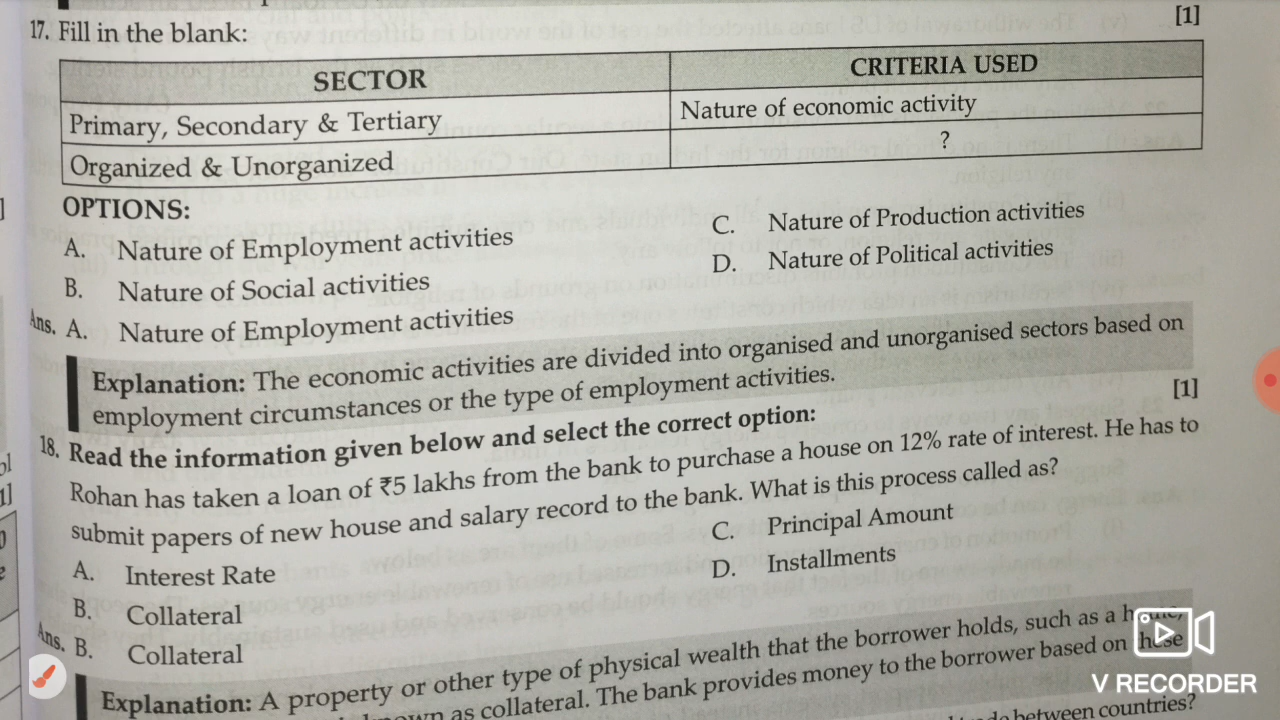 [1]
17. Fill in the blank:
SECTOR CRITERIA USED
Primary, Secondary & Tertiary Nature of economic activity
Organized & Unorganized ?
OPTIONS:
A. Nature of Employment activities C. Nature of Production activities
B. Nature of Social activities D. Nature of Political activities
Ans. A. Nature of Employment activities
Explanation: The economic activities are divided into organised and unorganised sectors based on
employment circumstances or the type of employment activities.
18. Read the information given below and select the correct option: [1]
Rohan has taken a loan of ₹5 lakhs from the bank to purchase a house on 12% rate of interest. He has to
submit papers of new house and salary record to the bank. What is this process called as?
A. Interest Rate C. Principal Amount
B. Collateral D. Installments
Ans. B. Collateral
Explanation: A property or other type of physical wealth that the borrower holds, such as a
as collateral. The bank provides money to the borrower based on these
between countries?
V RECORDER